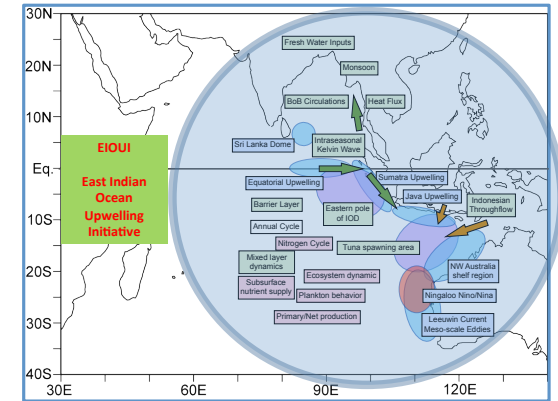 30N
20N
10N
Eq.
10S
20S
30S
40S
30E
60E
90E
120E
EIOUI
East Indian
Ocean
Upwelling
Initiative
Fresh Water Inputs
Monsoon
BoB Circulations
Heat Flux
Sri Lanka Dome
Intraseasonal
Kelvin Wave
Equatorial Upwelling
Sumatra Upwelling
Java Upwelling
Barrier Layer
Eastern pole
of IOD
Indonesian
Throughflow
Annual Cycle
Nitrogen Cycle
Tuna spawning area
Mixed layer
dynamics
NW Australia
shelf region
Ecosystem dynamic
Subsurface
nutrient supply
Plankton behavior
Ningaloo Nino/Nina
Primary/Net production
Leeuwin Current
Meso-scale Eddies